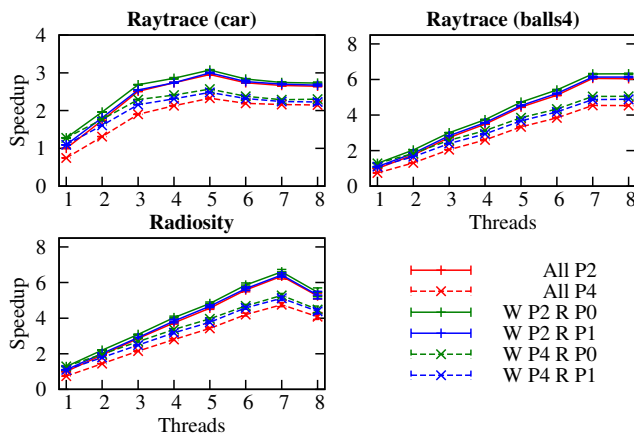 Raytrace (car)
Raytrace (balls4)
Speedup
4
3
2
1
0
1 2 3 4 5 6 7 8
8
6
4
2
0
1 2 3 4 5 6 7 8
Threads
Radiosity
Speedup
8
6
4
2
0
1 2 3 4 5 6 7 8
Threads
All P2
All P4
W P2 R P0
W P2 R P1
W P4 R P0
W P4 R P1